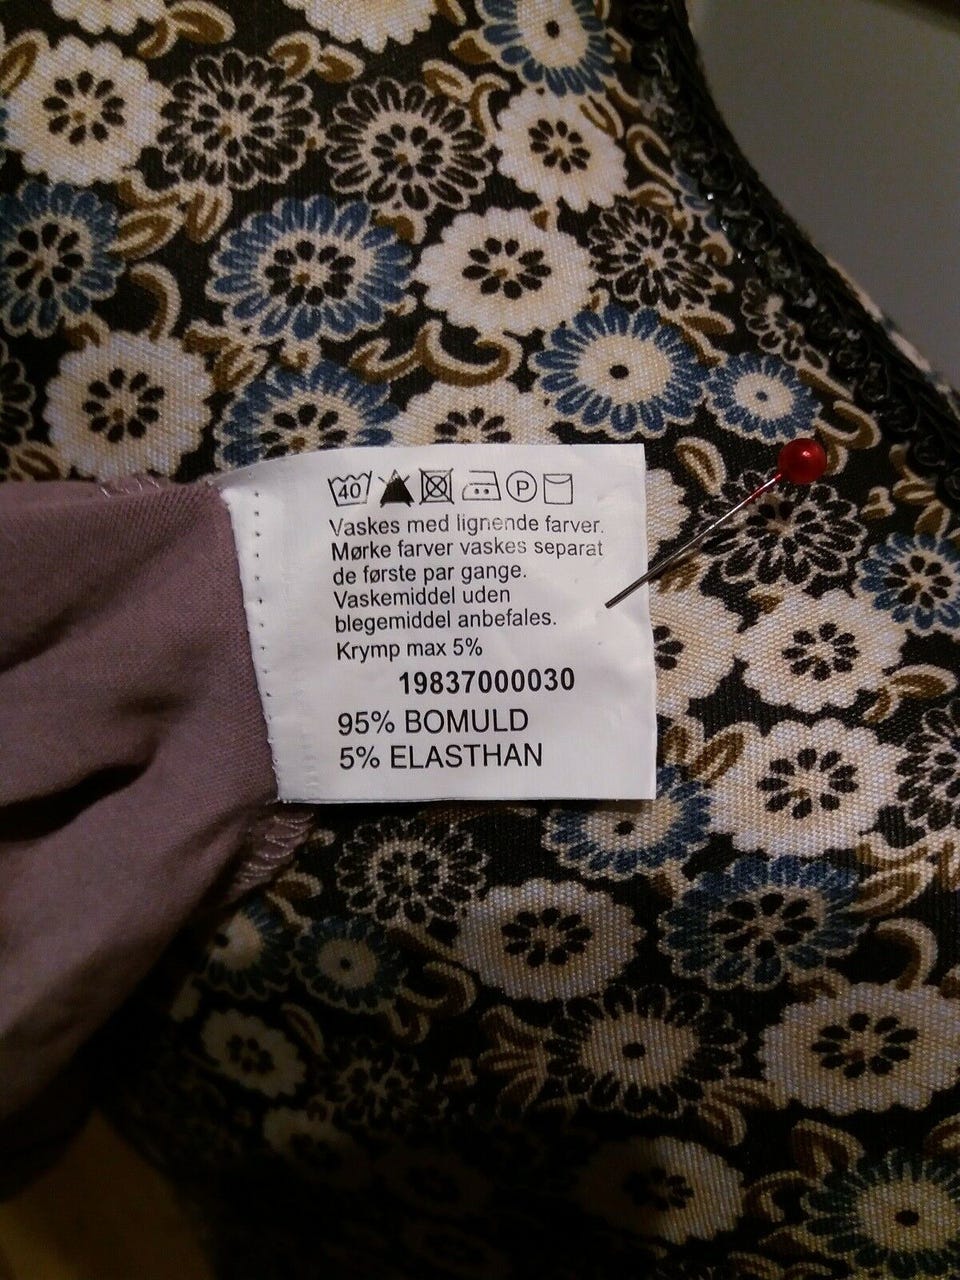 40 P
Vaskes med lignende farver.
Mørke farver vaskes separat
de første par gange.
Vaskemiddel uden
blegemiddel anbefales.
Krymp max 5%
19837000030
95% BOMULD
5% ELASTHAN